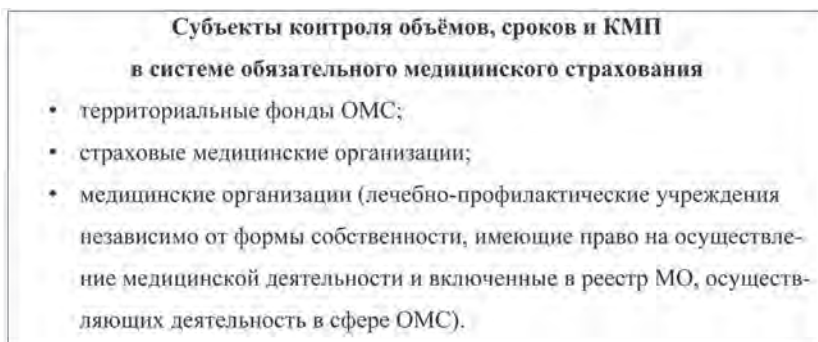 Субъекты контроля объёмов, сроков и КМП
в системе обязательного медицинского страхования
• территориальные фонды ОМС;
• страховые медицинские организации;
• медицинские организации (лечебно-профилактические учреждения
независимо от формы собственности, имеющие право на осуществле-
ние медицинской деятельности и включенные в реестр МО, осуществ-
ляющих деятельность в сфере ОМС).